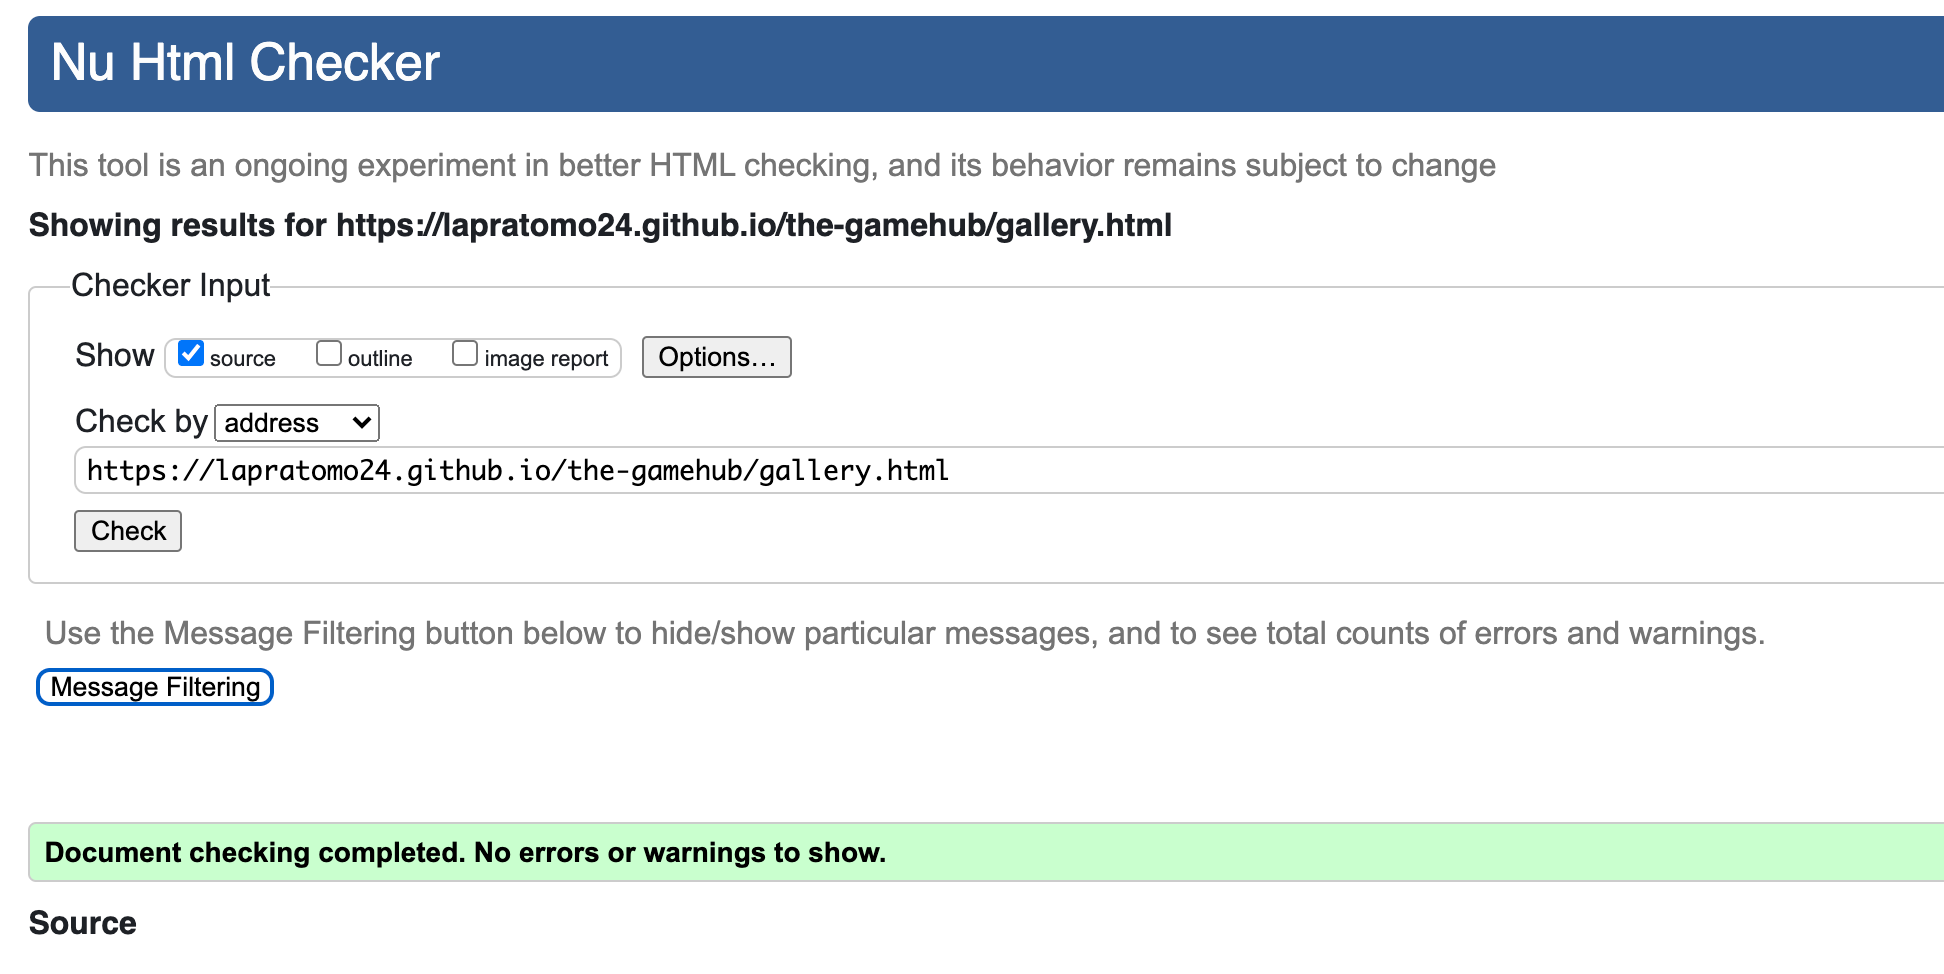 Nu Html Checker
This tool is an ongoing experiment in better HTML checking, and its behavior remains subject to change
Showing results for https://lapratomo24.github.io/the-gamehub/gallery.html
Checker Input
Show source outline image report Options...
Check by address
https://lapratomo24.github.io/the-gamehub/gallery.html
Check
Use the Message Filtering button below to hide/show particular messages, and to see total counts of errors and warnings.
Message Filtering
Document checking completed. No errors or warnings to show.
Source